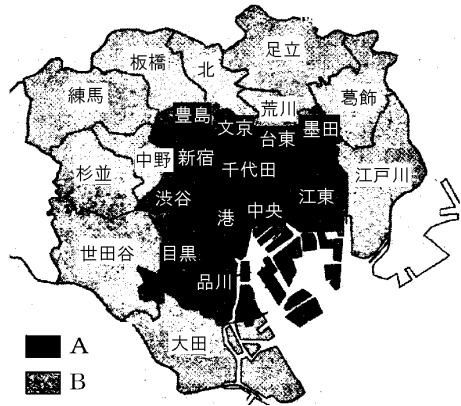 足立
北
板橋
葛飾
練馬
荒川
豊島
文京
墨田
台東
中野
新宿
杉並
千代田
江戸川
渋谷
江東
港
中央
世田谷
目黒
品川
大田
A
B